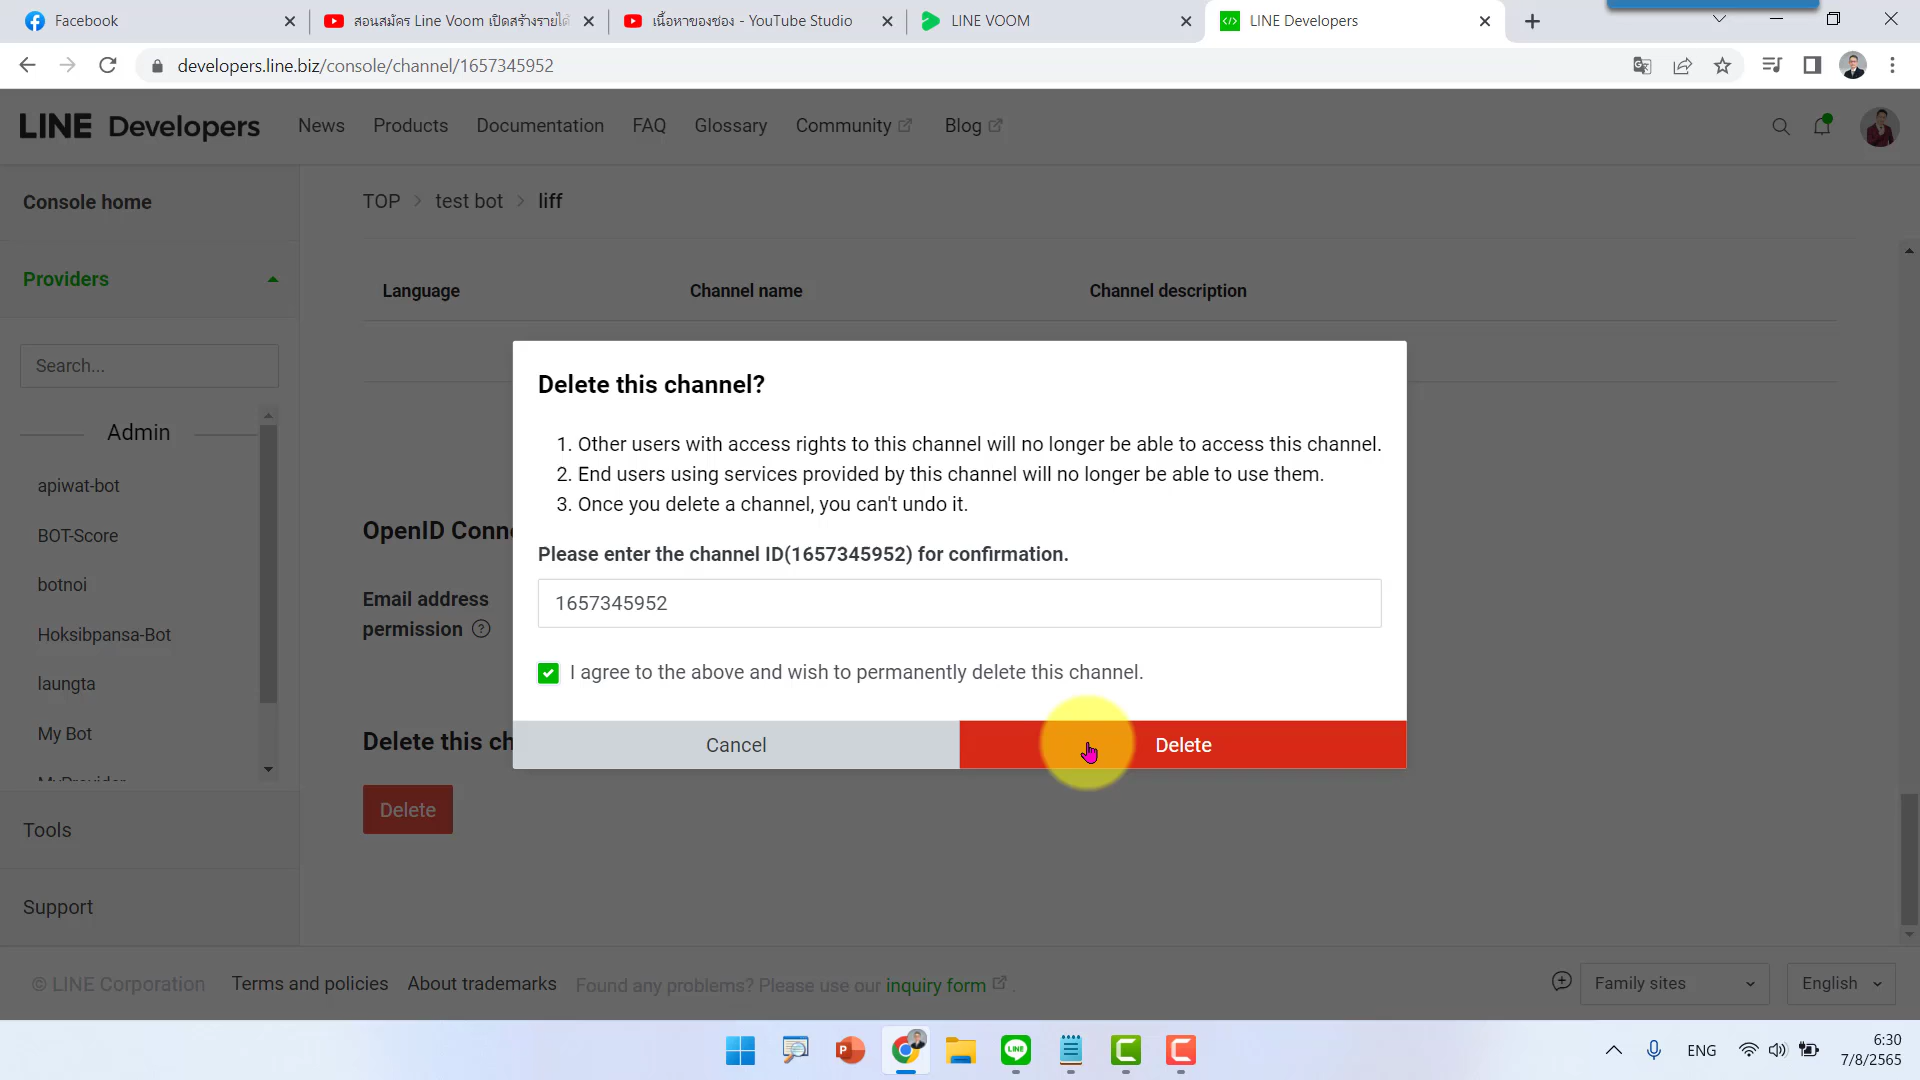 Facebook
สอนสมัคร Line Voom เปิดสร้างรายได้
เนื้อหาของช่อง - YouTube Studio
LINE VOOM
LINE Developers
developers.line.biz/console/channel/1657345952
LINE Developers
News
Products
Documentation
FAQ
Glossary
Community
Blog
Console home
Providers
Search...
Admin
apiwat-bot
BOT-Score
botnoi
Hoksibpansa-Bot
laungta
My Bot
MyProvider
Tools
Support
TOP > test bot > liff
Language
Channel name
Channel description
OpenID Conne
Email address
permission
Delete this ch
Delete
Delete this channel?
1. Other users with access rights to this channel will no longer be able to access this channel.
2. End users using services provided by this channel will no longer be able to use them.
3. Once you delete a channel, you can't undo it.
Please enter the channel ID(1657345952) for confirmation.
1657345952
I agree to the above and wish to permanently delete this channel.
Cancel
Delete
© LINE Corporation
Terms and policies
About trademarks
Found any problems? Please use our inquiry form .
Family sites
English
ENG
6:30
7/8/2565